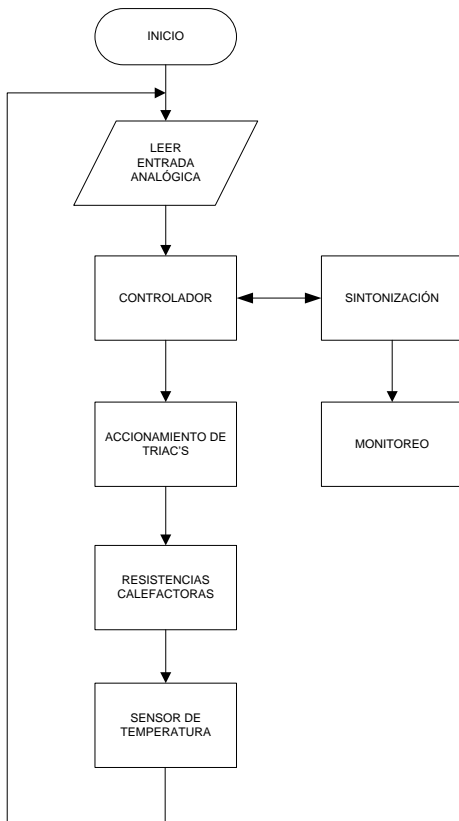 INICIO
LEER
ENTRADA
ANALÓGICA
CONTROLADOR
SINTONIZACIÓN
ACCIONAMIENTO DE
TRIAC'S
MONITOREO
RESISTENCIAS
CALEFACTORAS
SENSOR DE
TEMPERATURA